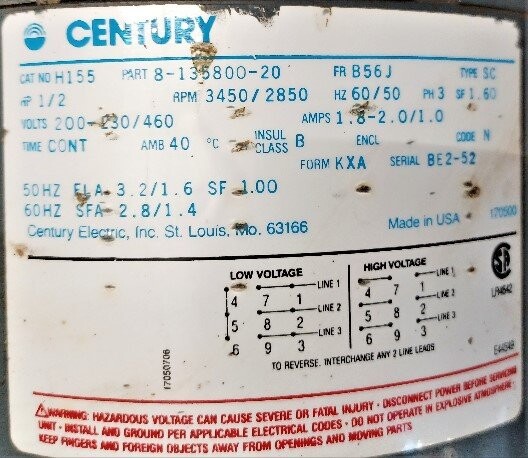 CENTURY
CAT NO H155 PART 8-135800-20 FR B56J TYPE SC
HP 1/2 RPM 3450/2850 HZ 60/50 PH 3 SF 1.60
VOLTS 200-230/460 AMPS 1.8-2.0/1.0
TIME CONT AMB 40 °C INSUL CLASS B ENCL CODE N
FORM KXA SERIAL BE2-52
50HZ FLA 3.2/1.6 SF 1.00
60HZ SFA 2.8/1.4
Century Electric, Inc. St. Louis, Mo. 63166 Made in USA 170500
LOW VOLTAGE HIGH VOLTAGE
4 7 1 LINE 1 4 7 1 LINE 1
5 8 2 LINE 2 5 8 2 LINE 2
6 9 3 LINE 3 6 9 3 LINE 3
TO REVERSE, INTERCHANGE ANY 2 LINE LEADS
LR4642
17050706
WARNING: HAZARDOUS VOLTAGE CAN CAUSE SEVERE OR FATAL INJURY · DISCONNECT POWER BEFORE SERVICING
UNIT · INSTALL AND GROUND PER APPLICABLE ELECTRICAL CODES · DO NOT OPERATE IN EXPLOSIVE ATMOSPHERE ·
KEEP FINGERS AND FOREIGN OBJECTS AWAY FROM OPENINGS AND MOVING PARTS